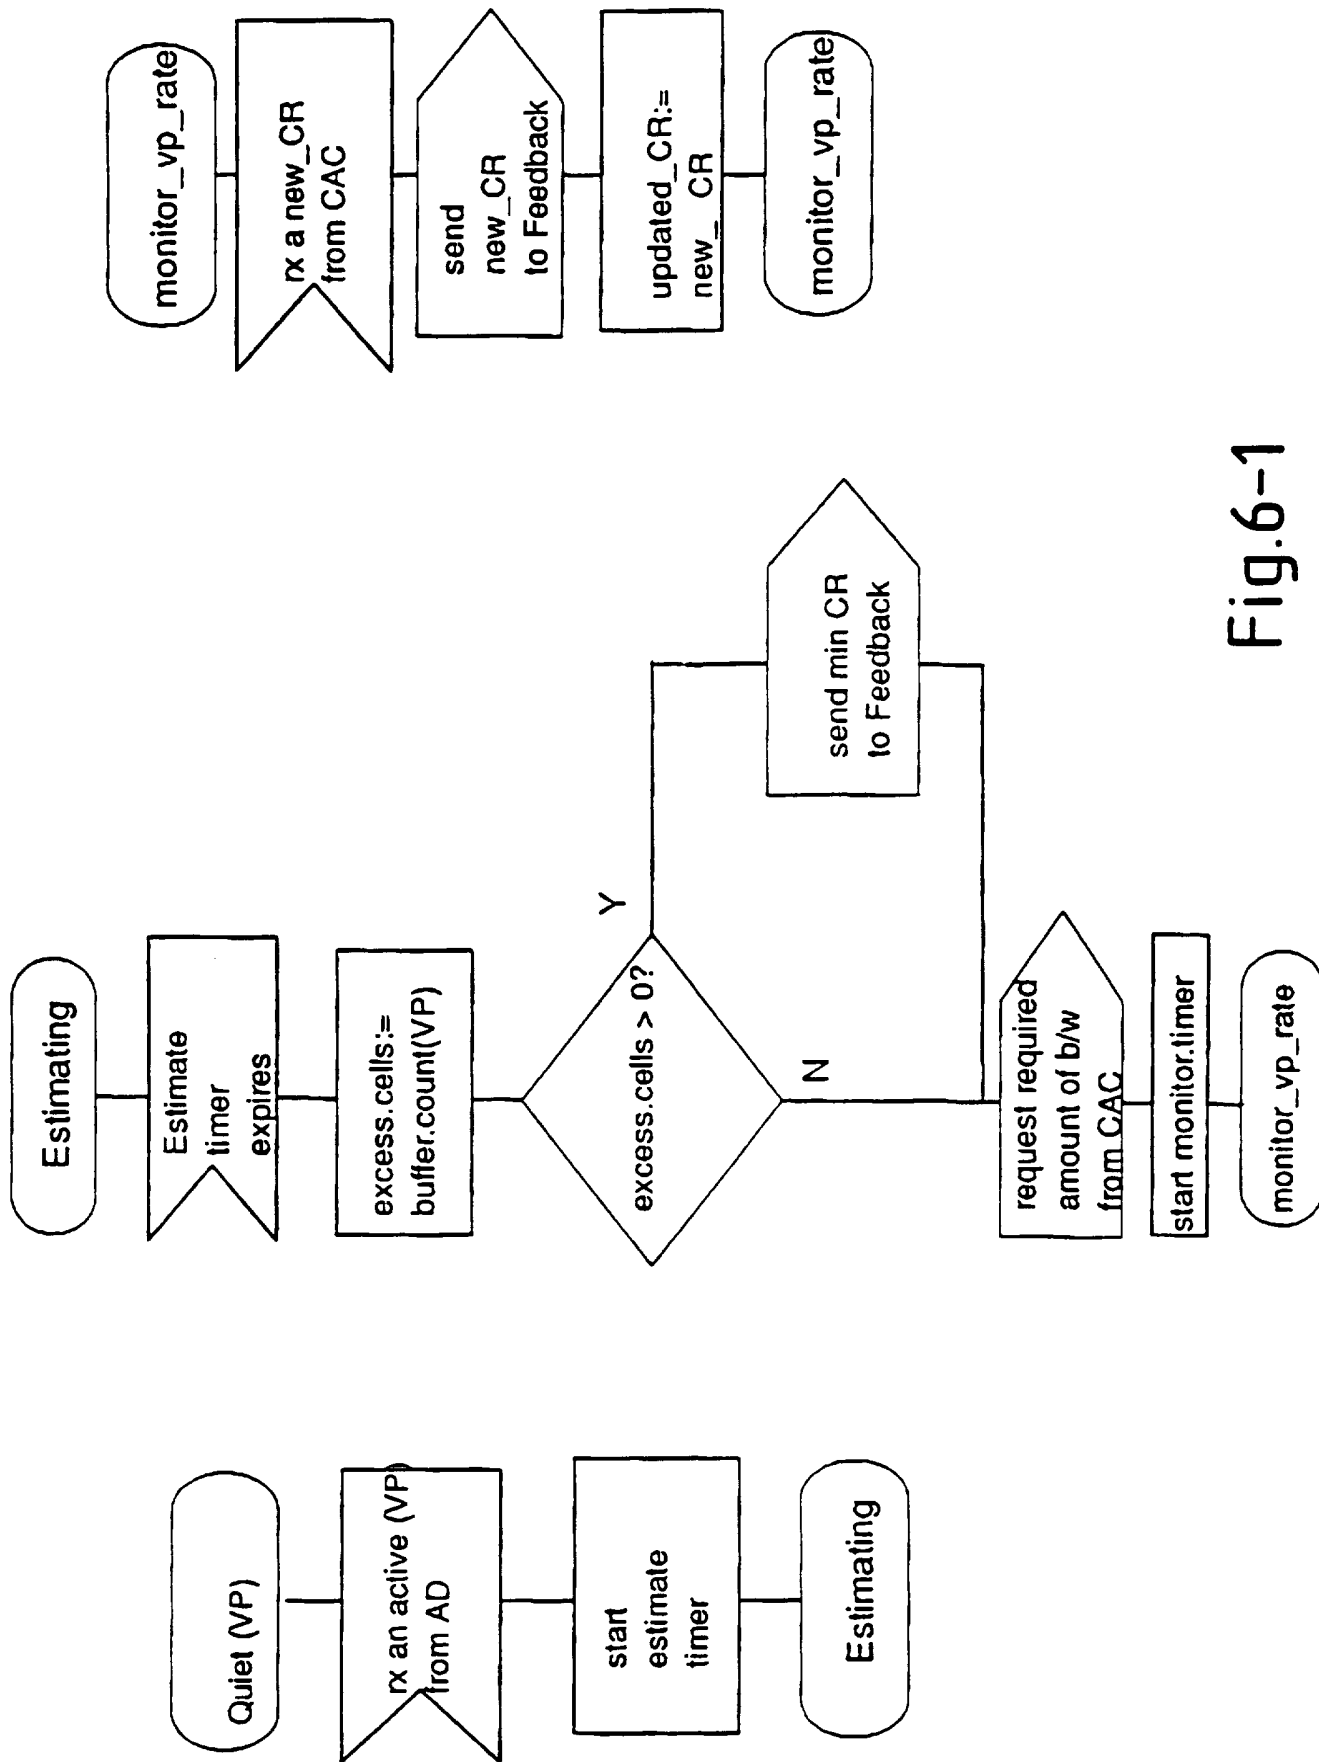 Quiet (VP)
rx an active (VP)
from AD
start
estimate
timer
Estimating
Estimating
Estimate
timer
expires
excess.cells:=
buffer.count(VP)
excess.cells > 0?
Y
N
send min CR
to Feedback
request required
amount of b/w
from CAC
start monitor.timer
monitor_vp_rate
monitor_vp_rate
rx a new_CR
from CAC
send
new_CR
to Feedback
updated_CR:=
new_ CR
monitor_vp_rate
Fig.6-1